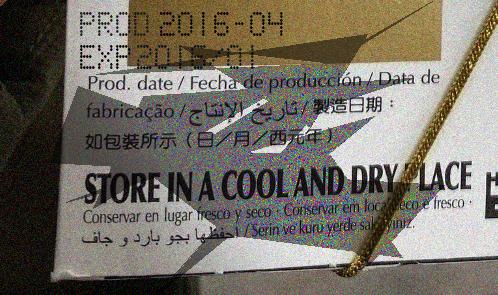 PROD 2016-04
EXP
Prod. date / Fecha de producción / Data de
fabricação / تاريخ الإنتاج / 製造日期：
如包裝所示（日／月／西元年）
STORE IN A COOL AND DRY PLACE
Conservar en lugar fresco y seco · Conservar em local seco e fresco ·
احفظها بجو بارد و جاف / Serin ve kuru yerde saklayınız.